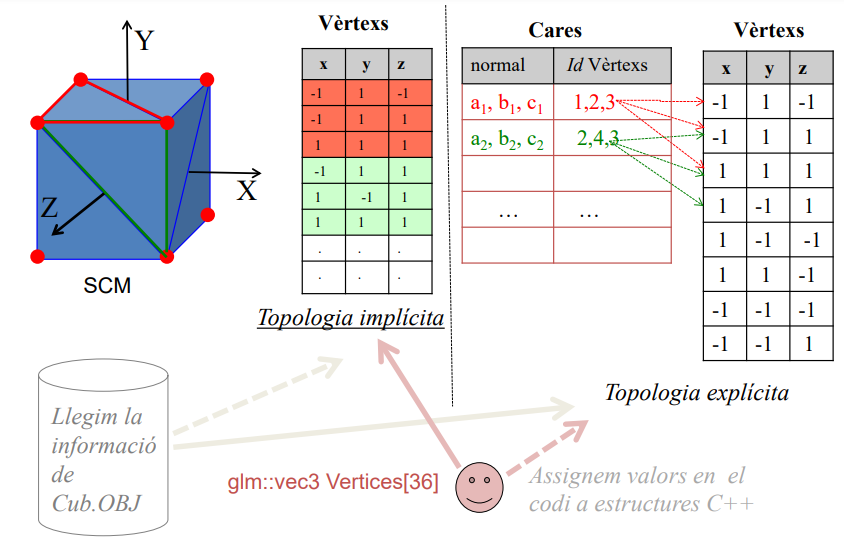 Y
X
Z
SCM
Vèrtexs
x y z
-1 1 -1
-1 1 1
1 1 1
-1 1 1
1 -1 1
1 1 1
. . .
. . .
Topologia implícita
Cares
normal Id Vèrtexs
a1, b1, c1 1,2,3
a2, b2, c2 2,4,3
... ...
Vèrtexs
x y z
-1 1 -1
-1 1 1
1 1 1
1 -1 1
1 -1 -1
1 1 -1
-1 -1 -1
-1 -1 1
Topologia explícita
Llegim la
informació
de
Cub.OBJ
glm::vec3 Vertices[36]
Assignem valors en el
codi a estructures C++